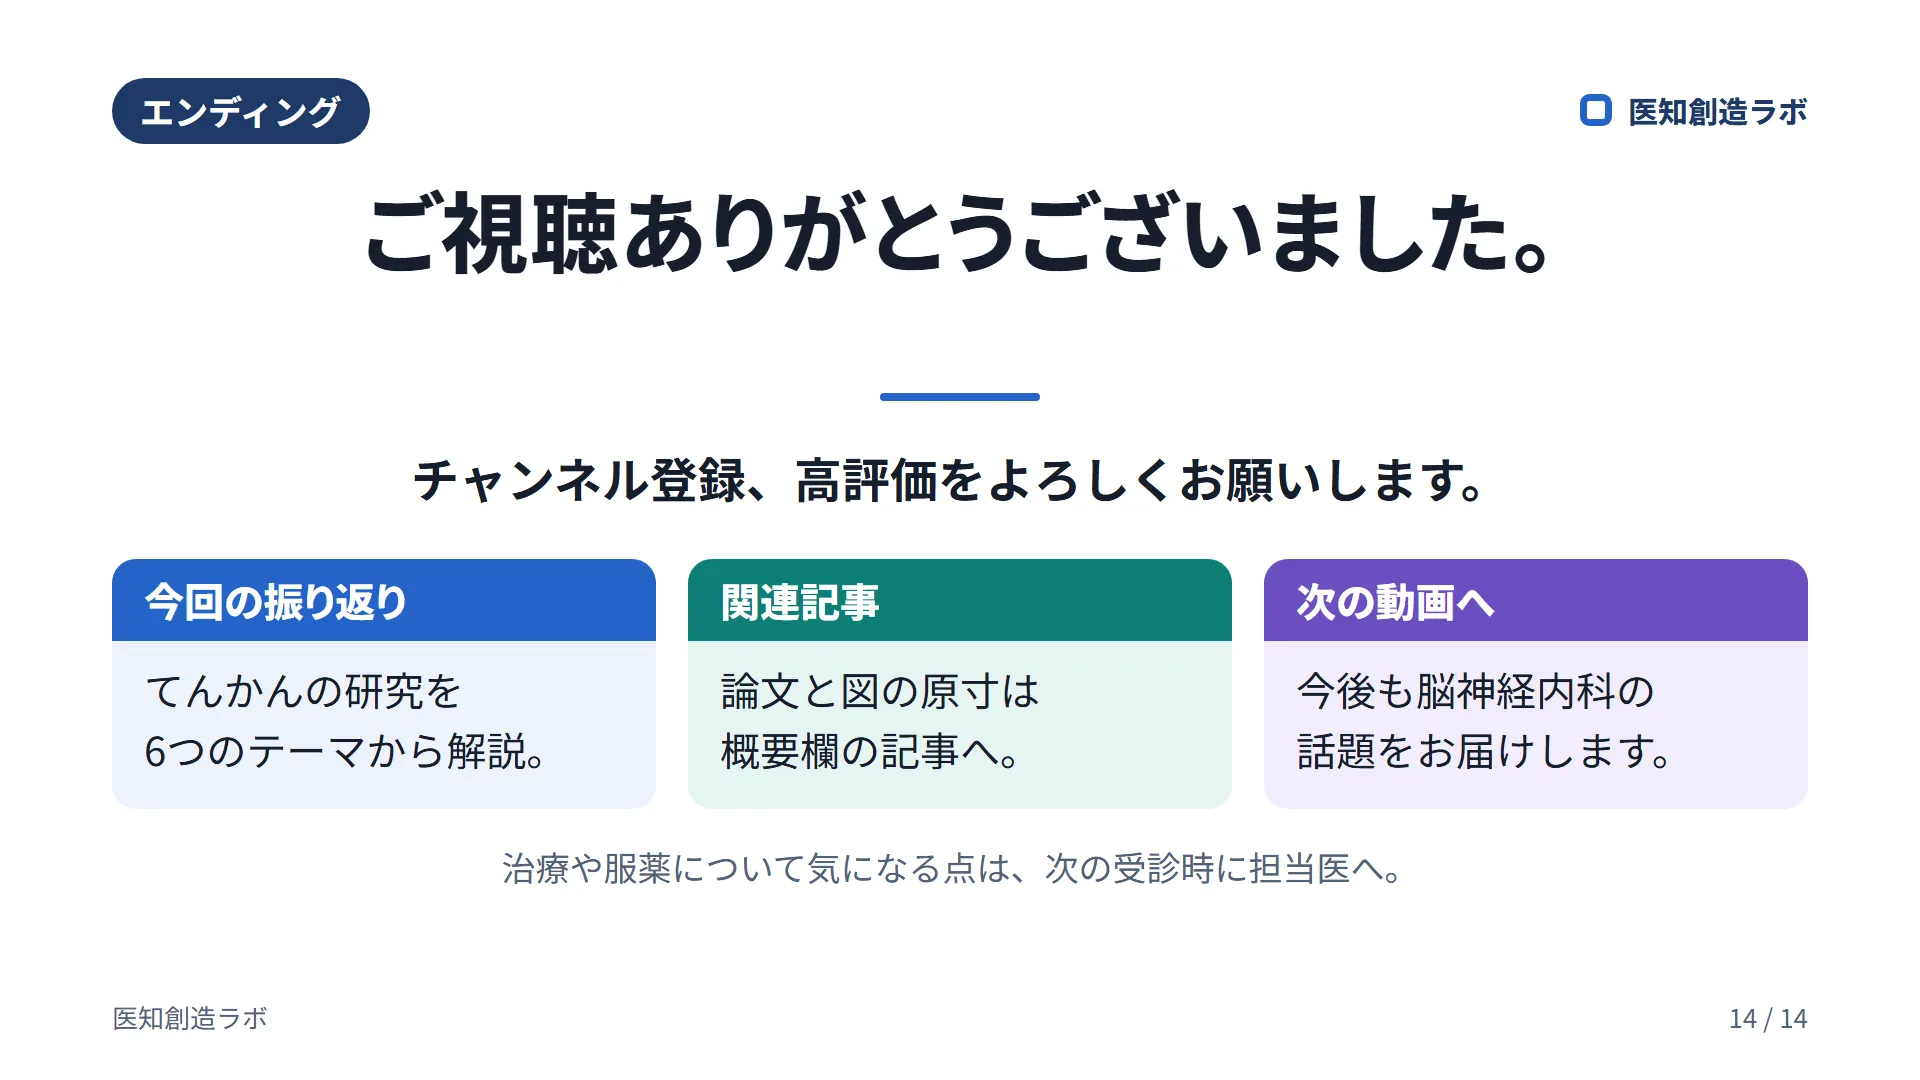 エンディング
医知創造ラボ
ご視聴ありがとうございました。
チャンネル登録、高評価をよろしくお願いします。
今回の振り返り
てんかんの研究を
6つのテーマから解説。
関連記事
論文と図の原寸は
概要欄の記事へ。
次の動画へ
今後も脳神経内科の
話題をお届けします。
治療や服薬について気になる点は、次の受診時に担当医へ。
医知創造ラボ
14 / 14